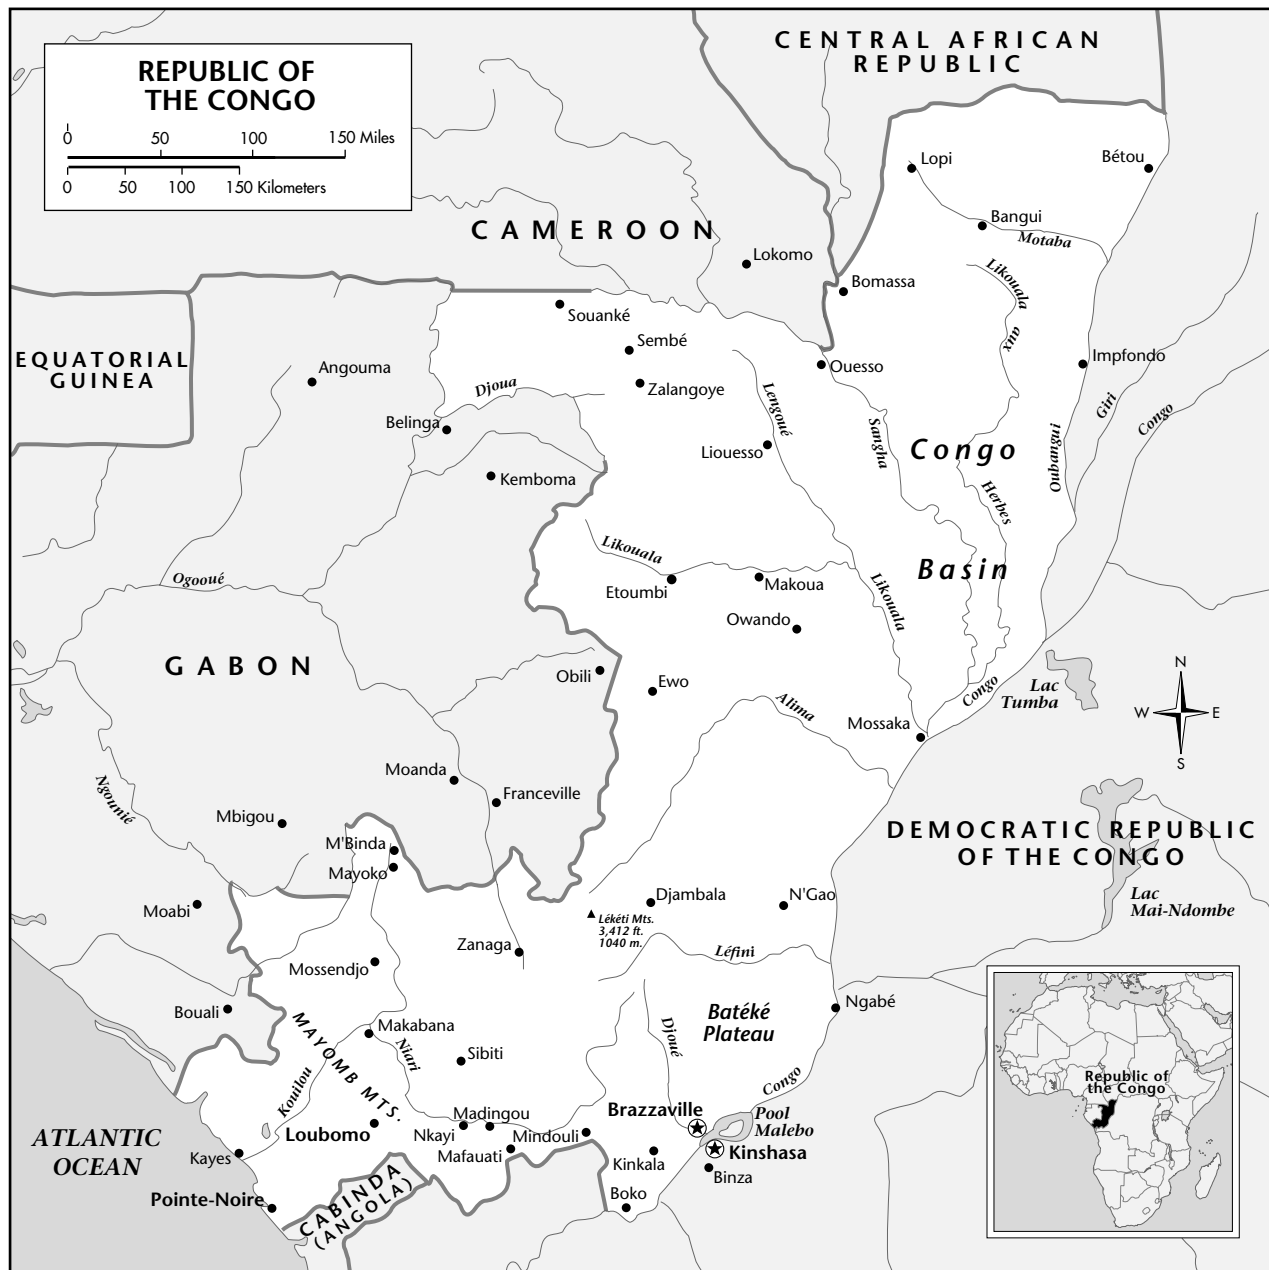 REPUBLIC OF
THE CONGO
0 50 100 150 Miles
0 50 100 150 Kilometers
CENTRAL AFRICAN
REPUBLIC
CAMEROON
EQUATORIAL
GUINEA
GABON
DEMOCRATIC REPUBLIC
OF THE CONGO
ATLANTIC
OCEAN
CABINDA
(ANGOLA)
Lopi
Bétou
Bangui
Motaba
Lokomo
Bomassa
Likouala
aux
Herbes
Souanké
Sembé
Zalangoye
Ouesso
Impfondo
Angouma
Djoua
Belinga
Kemboma
Lengoué
Liouesso
Sangha
Congo
Basin
Oubangui
Giri
Congo
Ogooué
Likouala
Etoumbi
Makoua
Likouala
Owando
Obili
Ewo
Alima
Mossaka
Congo
Lac
Tumba
N
W E
S
Ngounié
Moanda
Franceville
Mbigou
M'Binda
Mayoko
Moabi
Djambala
N'Gao
Lékéti Mts.
3,412 ft.
1040 m.
Lac
Mai-Ndombe
Zanaga
Léfini
Mossendjo
Bouali
MAYOMB MTS.
Makabana
Niari
Sibiti
Kouilou
Djoué
Batéké
Plateau
Ngabé
Congo
Loubomo
Madingou
Nkayi
Mafauati
Mindouli
Brazzaville
Pool
Malebo
Kinshasa
Kinkala
Binza
Boko
Kayes
Pointe-Noire
Republic of
the Congo